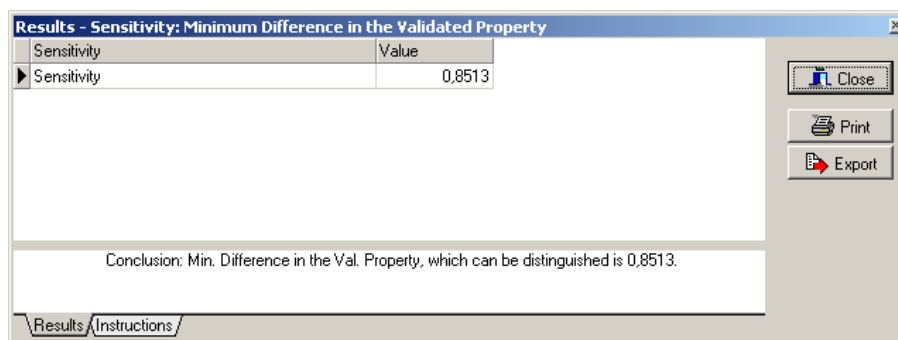 Results - Sensitivity: Minimum Difference in the Validated Property
Sensitivity Value
Sensitivity 0,8513
Close
Print
Export
Conclusion: Min. Difference in the Val. Property, which can be distinguished is 0,8513.
Results Instructions